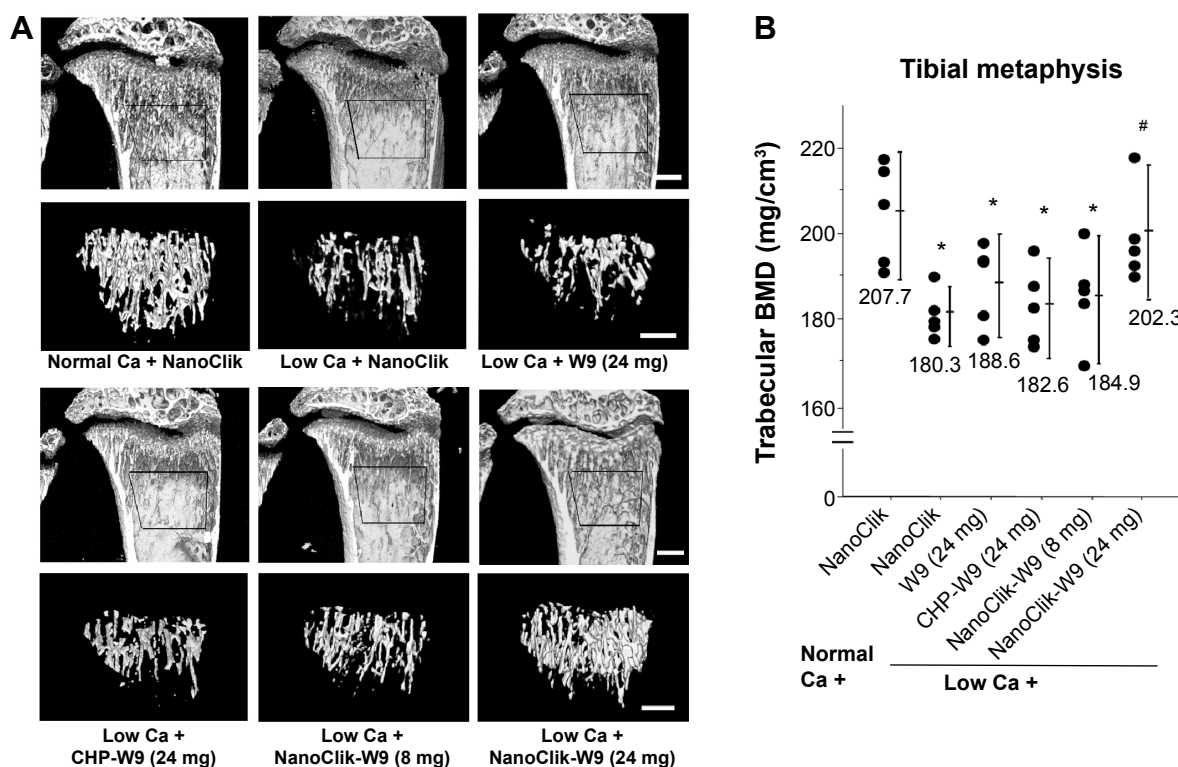 A
Normal Ca + NanoClik
Low Ca + NanoClik
Low Ca + W9 (24 mg)
Low Ca +
CHP-W9 (24 mg)
Low Ca +
NanoClik-W9 (8 mg)
Low Ca +
NanoClik-W9 (24 mg)
B
Tibial metaphysis
Trabecular BMD (mg/cm³)
220
200
180
160
0
207.7
*
180.3
*
188.6
*
182.6
*
184.9
#
202.3
NanoClik
NanoClik
W9 (24 mg)
CHP-W9 (24 mg)
NanoClik-W9 (8 mg)
NanoClik-W9 (24 mg)
Normal
Ca +
Low Ca +